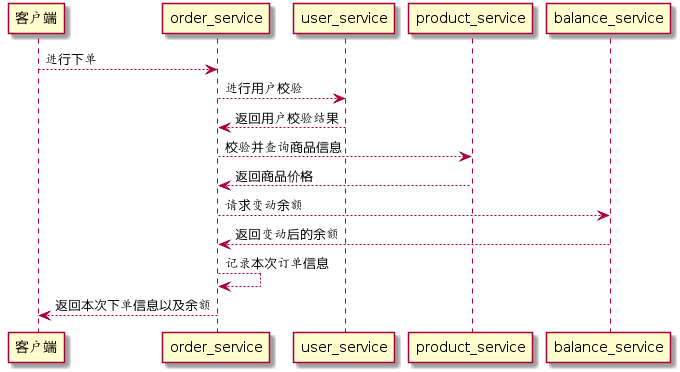 客户端
order_service
user_service
product_service
balance_service
进行下单
进行用户校验
返回用户校验结果
校验并查询商品信息
返回商品价格
请求变动余额
返回变动后的余额
记录本次订单信息
返回本次下单信息以及余额
客户端
order_service
user_service
product_service
balance_service